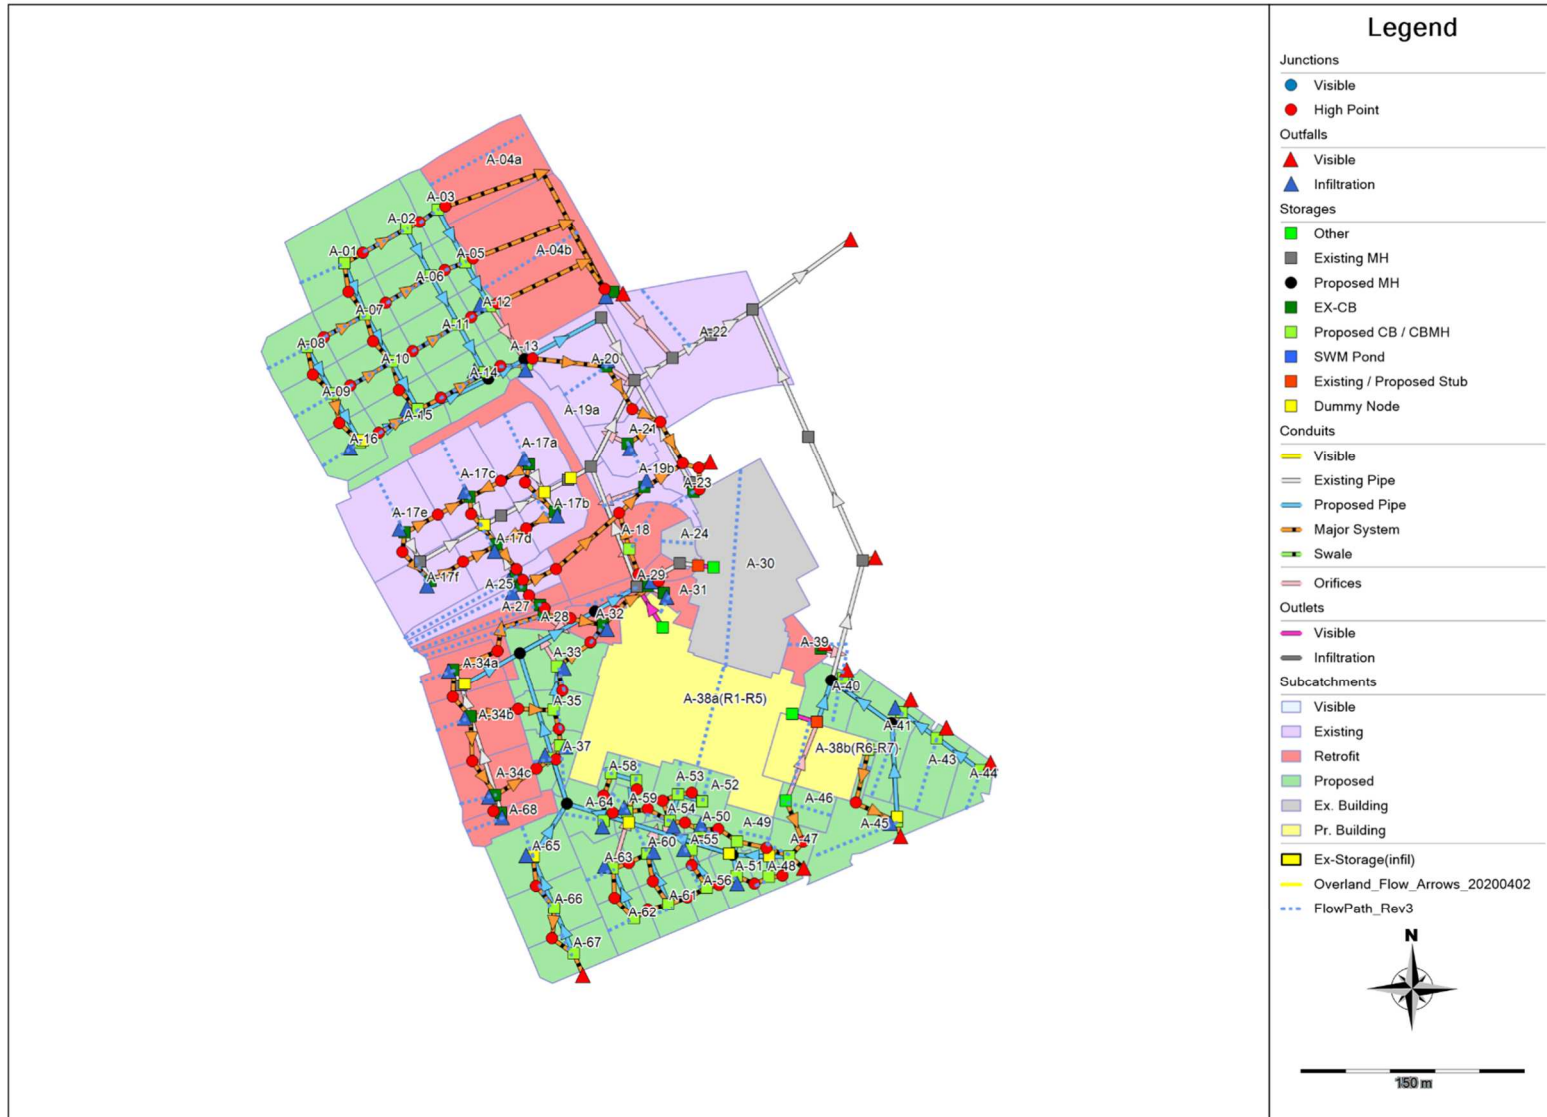 Legend
Junctions
Visible
High Point
Outfalls
Visible
Infiltration
Storages
Other
Existing MH
Proposed MH
EX-CB
Proposed CB / CBMH
SWM Pond
Existing / Proposed Stub
Dummy Node
Conduits
Visible
Existing Pipe
Proposed Pipe
Major System
Swale
Orifices
Outlets
Visible
Infiltration
Subcatchments
Visible
Existing
Retrofit
Proposed
Ex. Building
Pr. Building
Ex-Storage(infil)
Overland_Flow_Arrows_20200402
FlowPath_Rev3
N
150 m
A-04a
A-03
A-02
A-01
A-05
A-04b
A-06
A-12
A-07
A-11
A-22
A-08
A-13
A-10
A-20
A-14
A-09
A-19a
A-15
A-16
A-21
A-17a
A-17c
A-19b
A-23
A-17b
A-17e
A-18
A-24
A-17d
A-30
A-17f
A-25
A-29
A-31
A-27
A-28
A-32
A-39
A-33
A-34a
A-40
A-38a(R1-R5)
A-35
A-34b
A-41
A-37
A-38b(R6-R7)
A-43
A-58
A-34c
A-53
A-52
A-44
A-64
A-59
A-46
A-68
A-54
A-50
A-49
A-45
A-60
A-55
A-47
A-65
A-63
A-51
A-48
A-56
A-66
A-61
A-62
A-67